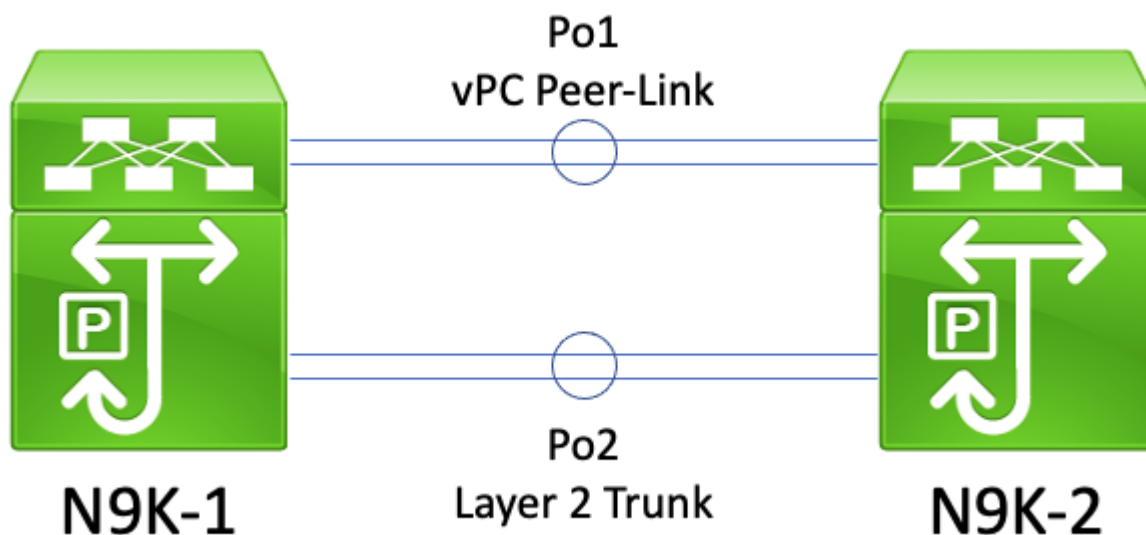 Po1
vPC Peer-Link
P
P
Po2
Layer 2 Trunk
N9K-1
N9K-2